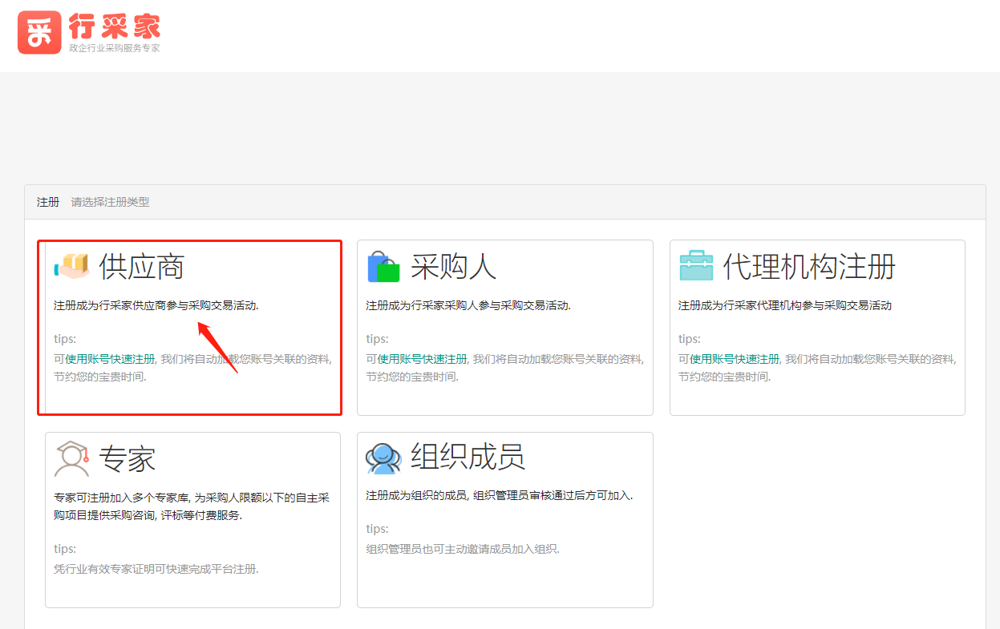 采 行采家
政企行业采购服务专家
注册 请选择注册类型
供应商
注册成为行采家供应商参与采购交易活动.
tips:
可使用账号快速注册, 我们将自动加载您账号关联的资料,
节约您的宝贵时间.
采购人
注册成为行采家采购人参与采购交易活动.
tips:
可使用账号快速注册, 我们将自动加载您账号关联的资料,
节约您的宝贵时间.
代理机构注册
注册成为行采家代理机构参与采购交易活动
tips:
可使用账号快速注册, 我们将自动加载您账号关联的资料,
节约您的宝贵时间.
专家
专家可注册加入多个专家库, 为采购人限额以下的自主采
购项目提供采购咨询, 评标等付费服务.
tips:
凭行业有效专家证明可快速完成平台注册.
组织成员
注册成为组织的成员, 组织管理员审核通过后方可加入.
tips:
组织管理员也可主动邀请成员加入组织.